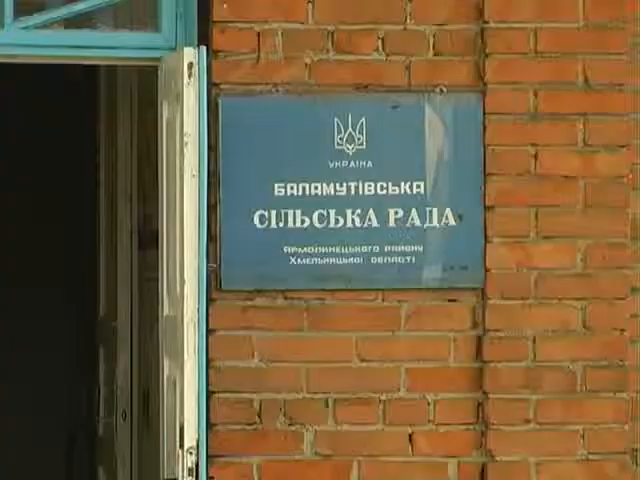 УКРАЇНА
БАЛАМУТІВСЬКА
СІЛЬСЬКА РАДА
ЯРМОЛИНЕЦЬКОГО РАЙОНУ
ХМЕЛЬНИЦЬКОЇ ОБЛАСТІ